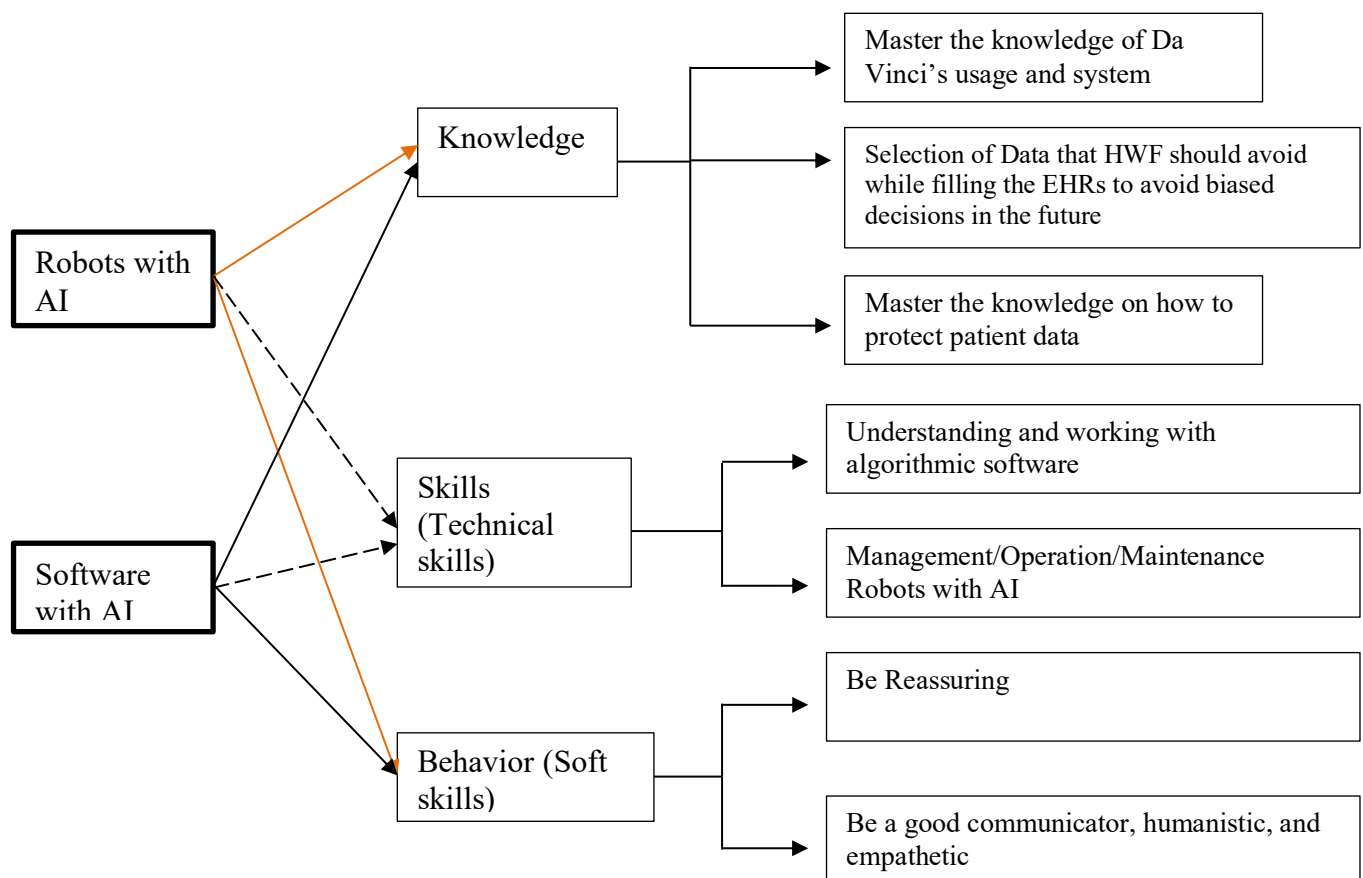 Robots with
AI
Software
with AI
Knowledge
Skills
(Technical
skills)
Behavior (Soft
skills)
Master the knowledge of Da
Vinci’s usage and system
Selection of Data that HWF should avoid
while filling the EHRs to avoid biased
decisions in the future
Master the knowledge on how to
protect patient data
Understanding and working with
algorithmic software
Management/Operation/Maintenance
Robots with AI
Be Reassuring
Be a good communicator, humanistic, and
empathetic